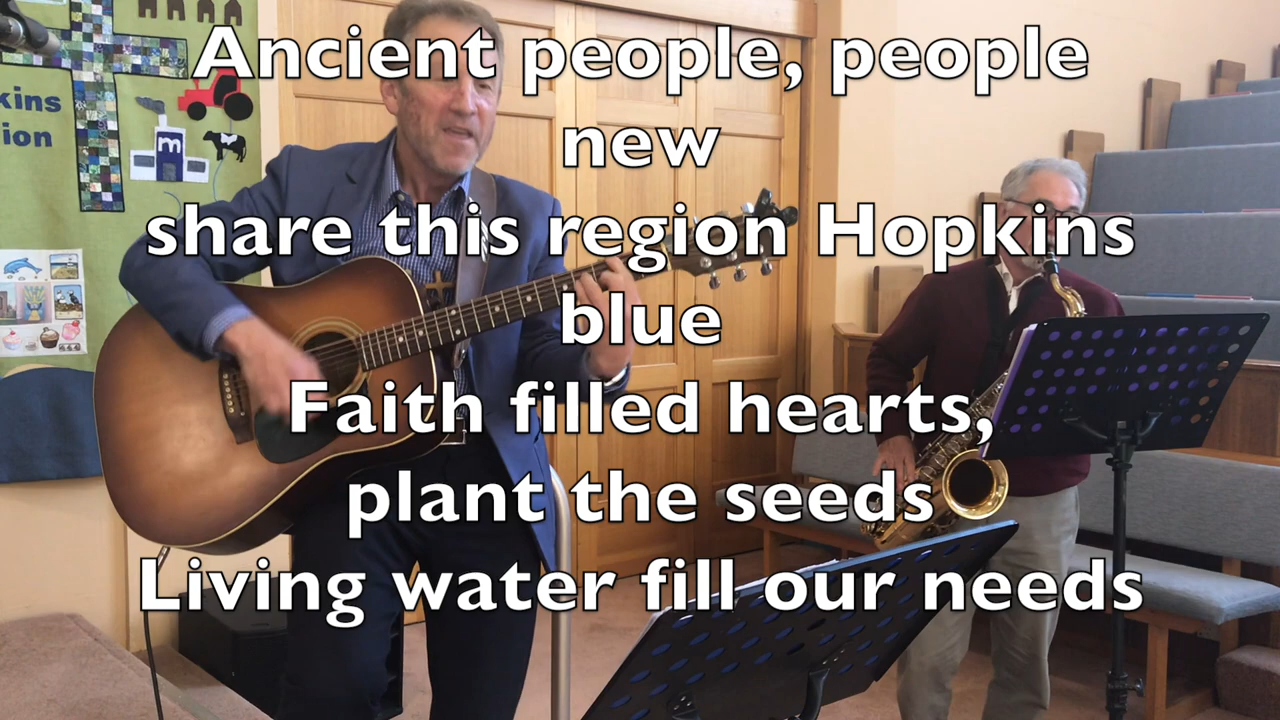 Ancient people, people
new
share this region Hopkins
blue
Faith filled hearts,
plant the seeds
Living water fill our needs
kins
ion
m